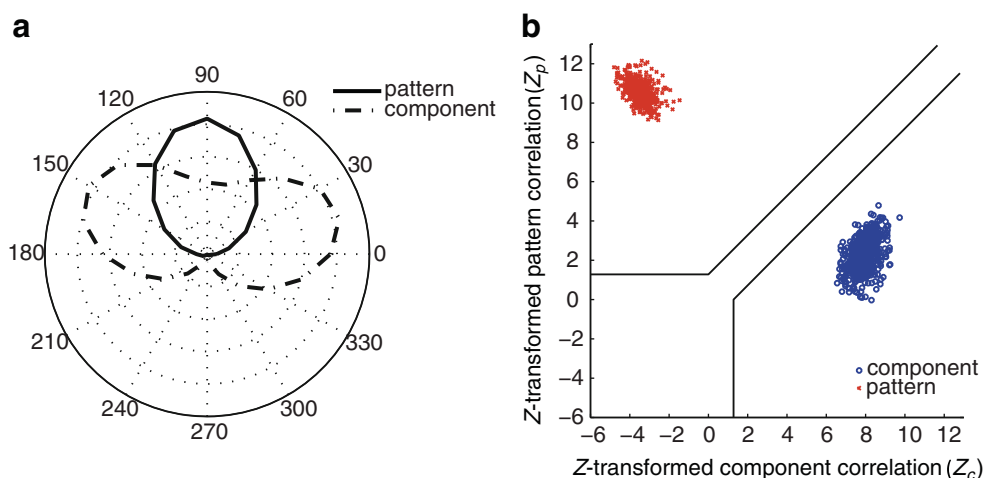 a
90
120
60
150
30
180
0
210
330
240
300
270
pattern
component
b
Z-transformed pattern correlation (Zp)
12
10
8
6
4
2
0
−2
−4
−6
−6 −4 −2 0 2 4 6 8 10 12
component
pattern
Z-transformed component correlation (Zc)